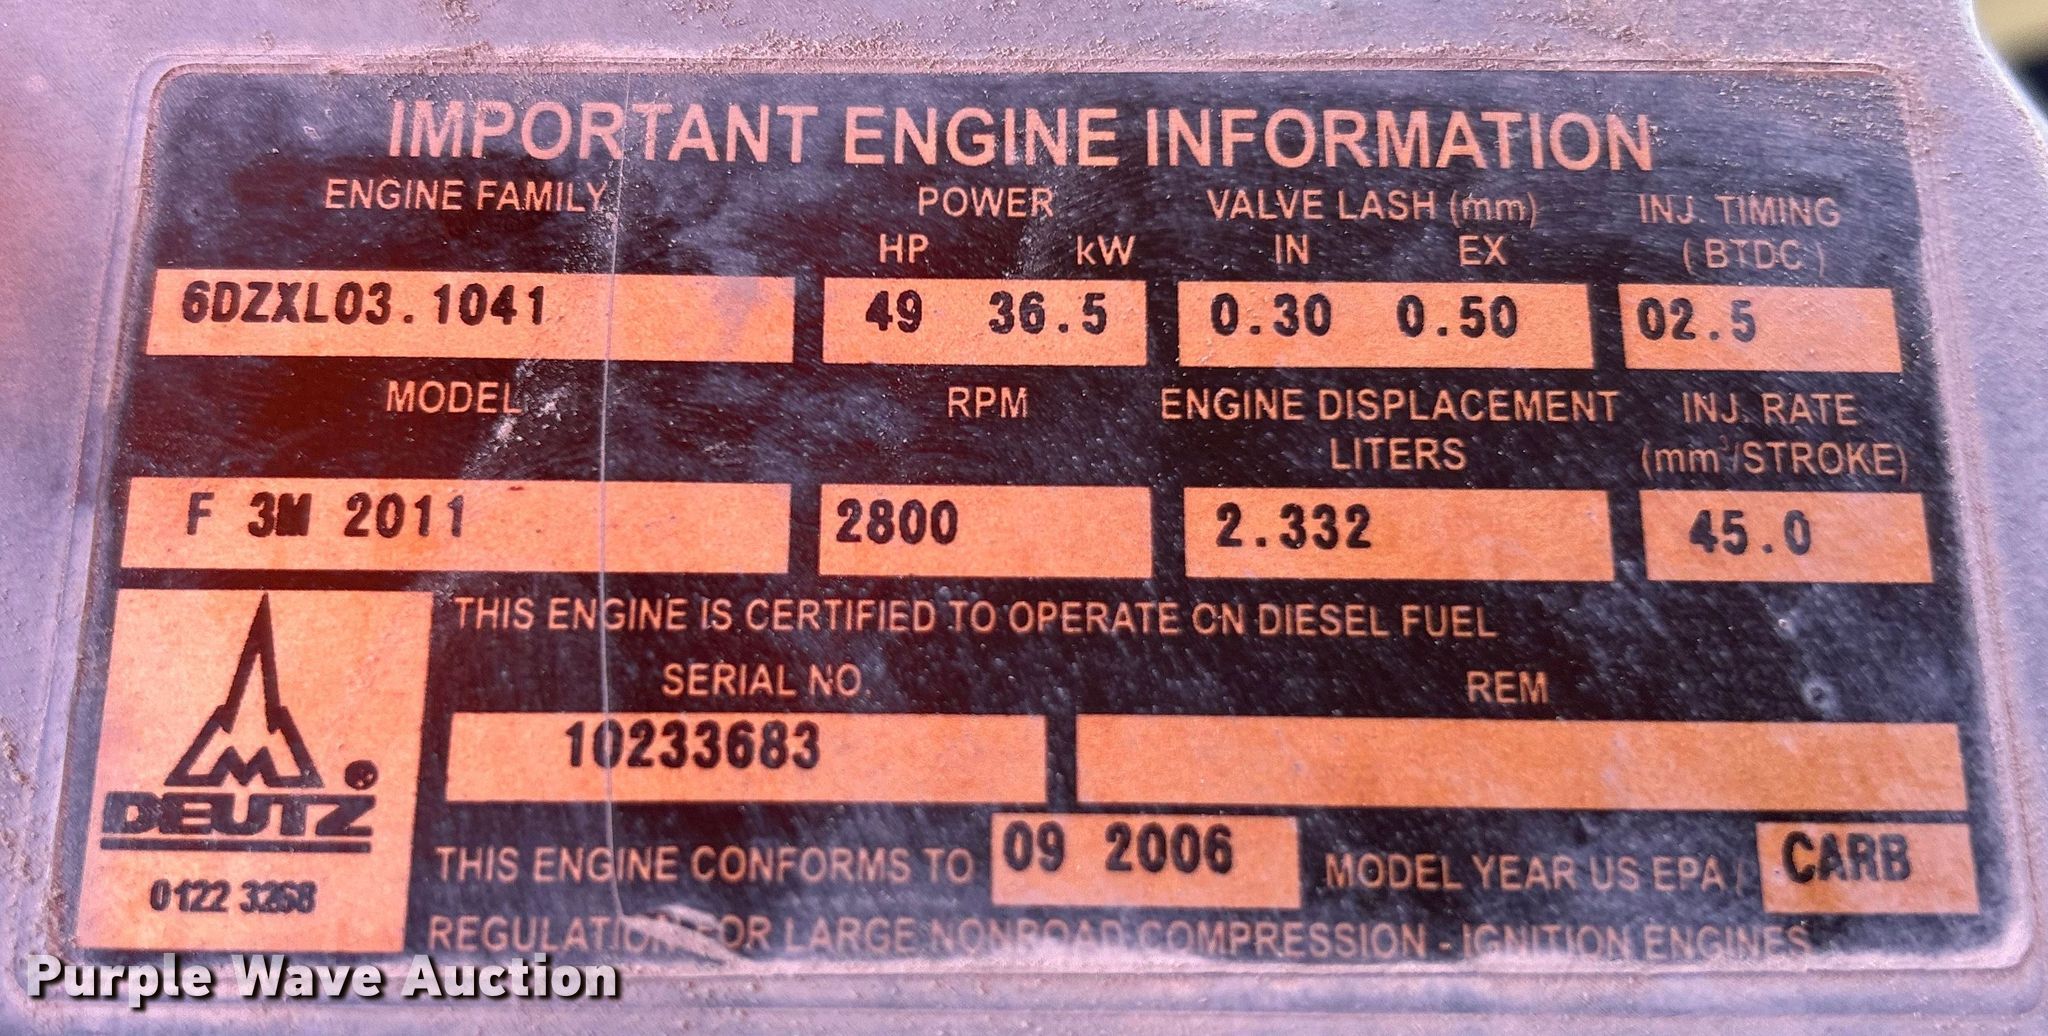 IMPORTANT ENGINE INFORMATION
ENGINE FAMILY POWER VALVE LASH (mm) INJ. TIMING
HP kW IN EX (BTDC)
6DZXL03.1041 49 36.5 0.30 0.50 02.5
MODEL RPM ENGINE DISPLACEMENT INJ. RATE
LITERS (mm³/STROKE)
F 3M 2011 2800 2.332 45.0
THIS ENGINE IS CERTIFIED TO OPERATE ON DIESEL FUEL
SERIAL NO. REM
10233683
DEUTZ ®
0122 3268
THIS ENGINE CONFORMS TO 09 2006 MODEL YEAR US EPA / CARB
REGULATION FOR LARGE NONROAD COMPRESSION - IGNITION ENGINES
Purple Wave Auction